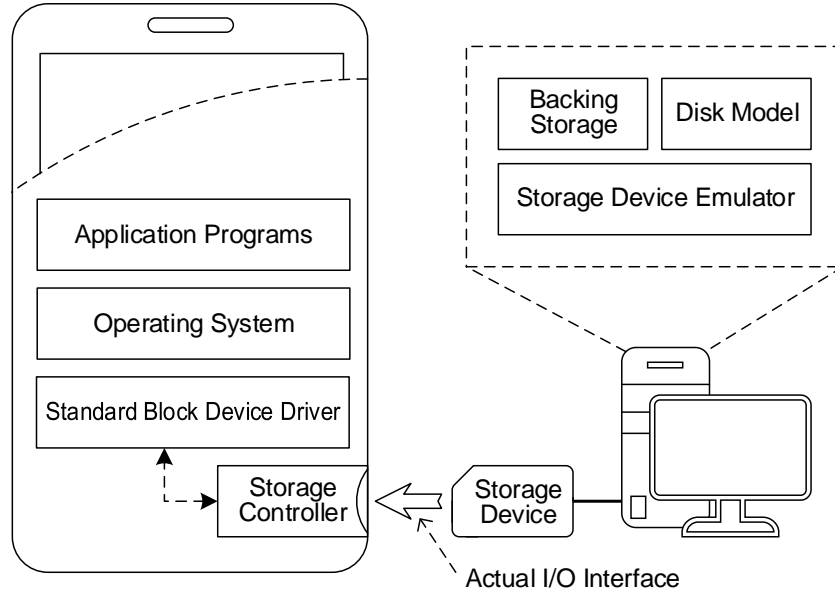 Application Programs
Operating System
Standard Block Device Driver
Storage
Controller
Storage
Device
Actual I/O Interface
Backing
Storage
Disk Model
Storage Device Emulator